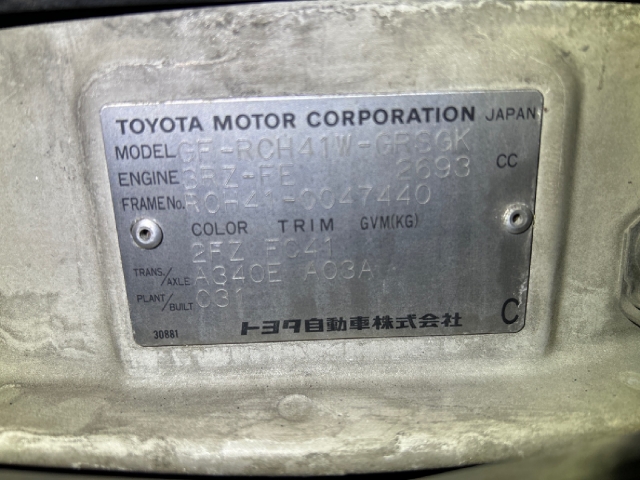 TOYOTA MOTOR CORPORATION JAPAN
MODEL GF-RCH41W-GRSGK
ENGINE 3RZ-FE 2693 CC
FRAME No. RCH41-0047440
COLOR TRIM GVM(KG)
2FZ FC41
TRANS./AXLE A340E A03A
PLANT/BUILT 031
30881 トヨタ自動車株式会社 C